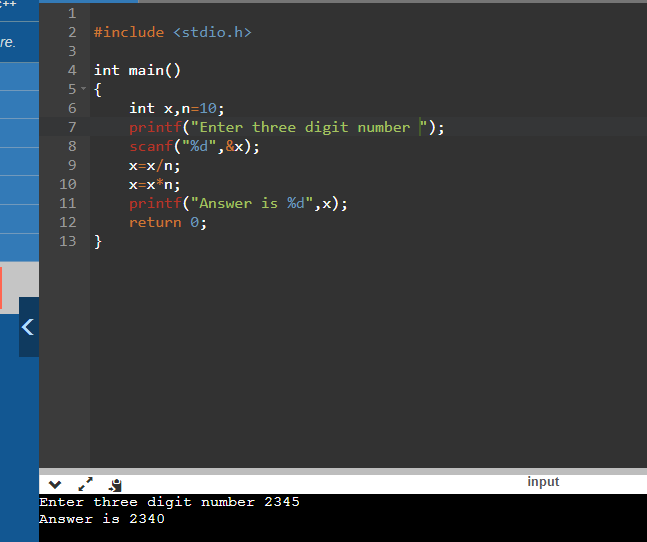 ++
re.
1
2 #include <stdio.h>
3
4 int main()
5 {
6 int x,n=10;
7 printf("Enter three digit number ");
8 scanf("%d",&x);
9 x=x/n;
10 x=x*n;
11 printf("Answer is %d",x);
12 return 0;
13 }
input
Enter three digit number 2345
Answer is 2340